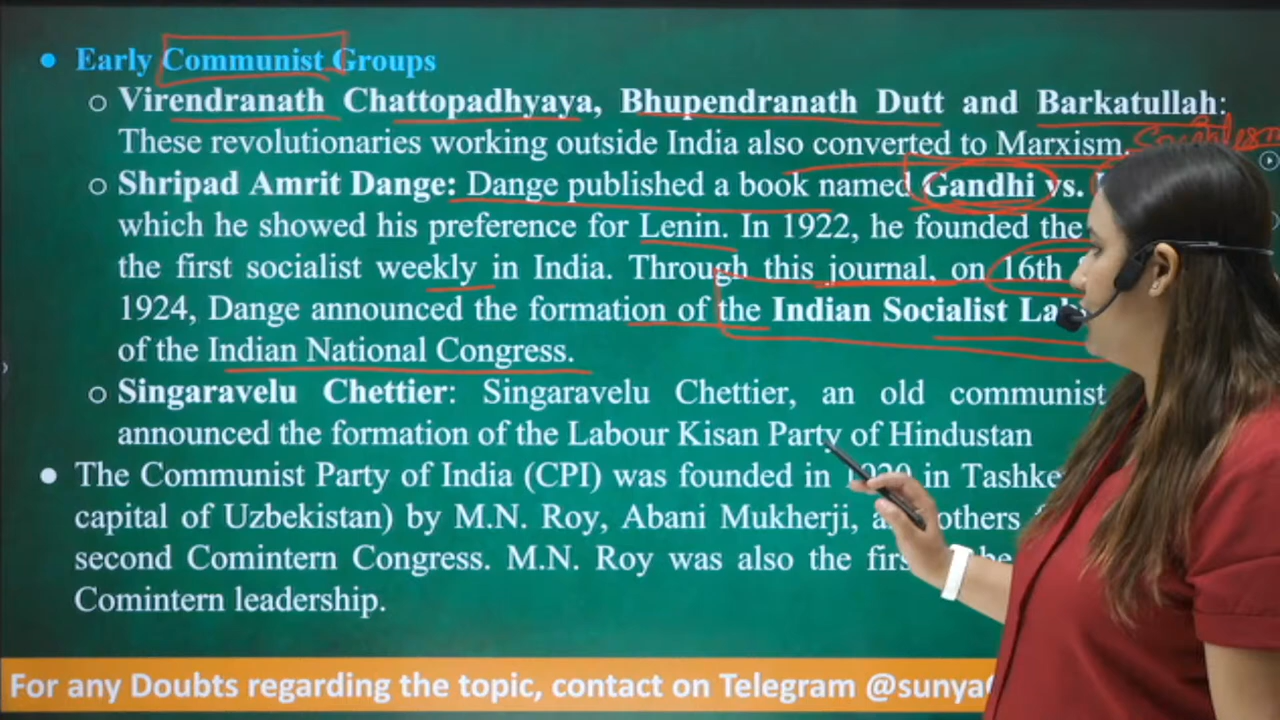 Early Communist Groups
Virendranath Chattopadhyaya, Bhupendranath Dutt and Barkatullah:
These revolutionaries working outside India also converted to Marxism. Socialism
Shripad Amrit Dange: Dange published a book named Gandhi vs.
which he showed his preference for Lenin. In 1922, he founded the
the first socialist weekly in India. Through this journal, on 16th
1924, Dange announced the formation of the Indian Socialist
of the Indian National Congress.
Singaravelu Chettier: Singaravelu Chettier, an old communist
announced the formation of the Labour Kisan Party of Hindustan
The Communist Party of India (CPI) was founded in 1920 in
capital of Uzbekistan) by M.N. Roy, Abani Mukherji, others
second Comintern Congress. M.N. Roy was also the
Comintern leadership.
For any Doubts regarding the topic, contact on Telegram